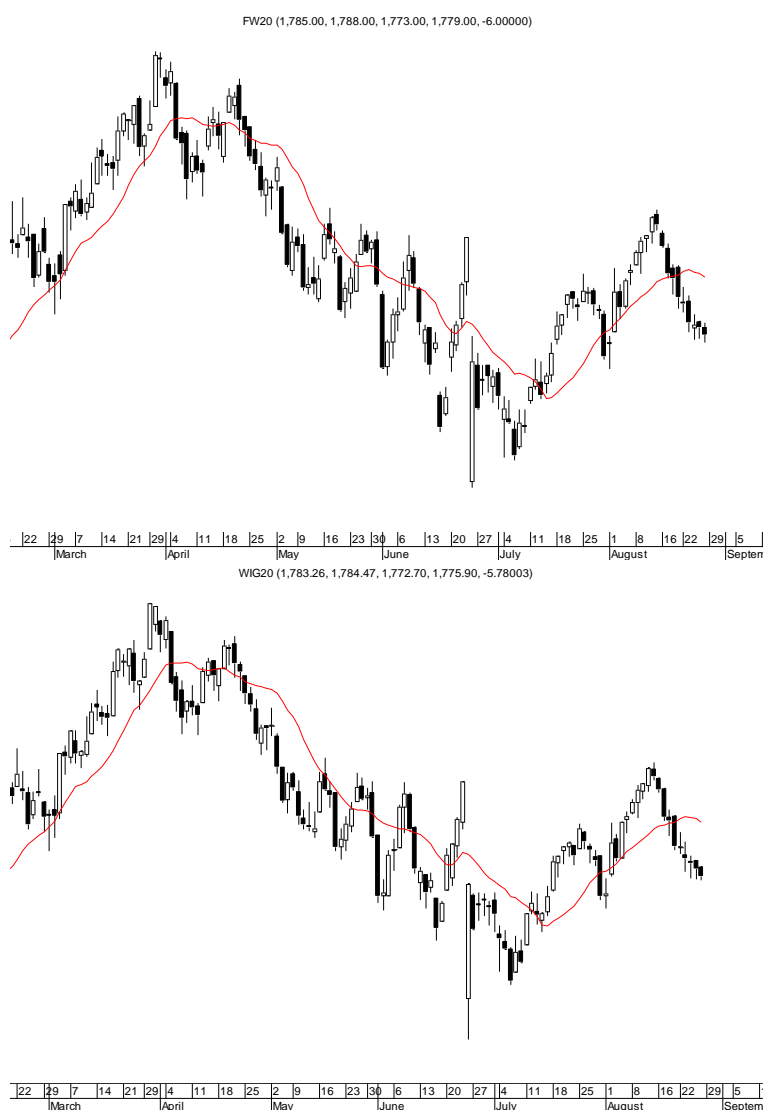 FW20 (1,785.00, 1,788.00, 1,773.00, 1,779.00, -6.00000)
22 29 7 14 21 29 4 11 18 25 2 9 16 23 30 6 13 20 27 4 11 18 25 1 8 16 22 29 5
March April May June July August Septem
WIG20 (1,783.26, 1,784.47, 1,772.70, 1,775.90, -5.78003)
22 29 7 14 21 29 4 11 18 25 2 9 16 23 30 6 13 20 27 4 11 18 25 1 8 16 22 29 5
March April May June July August Septem